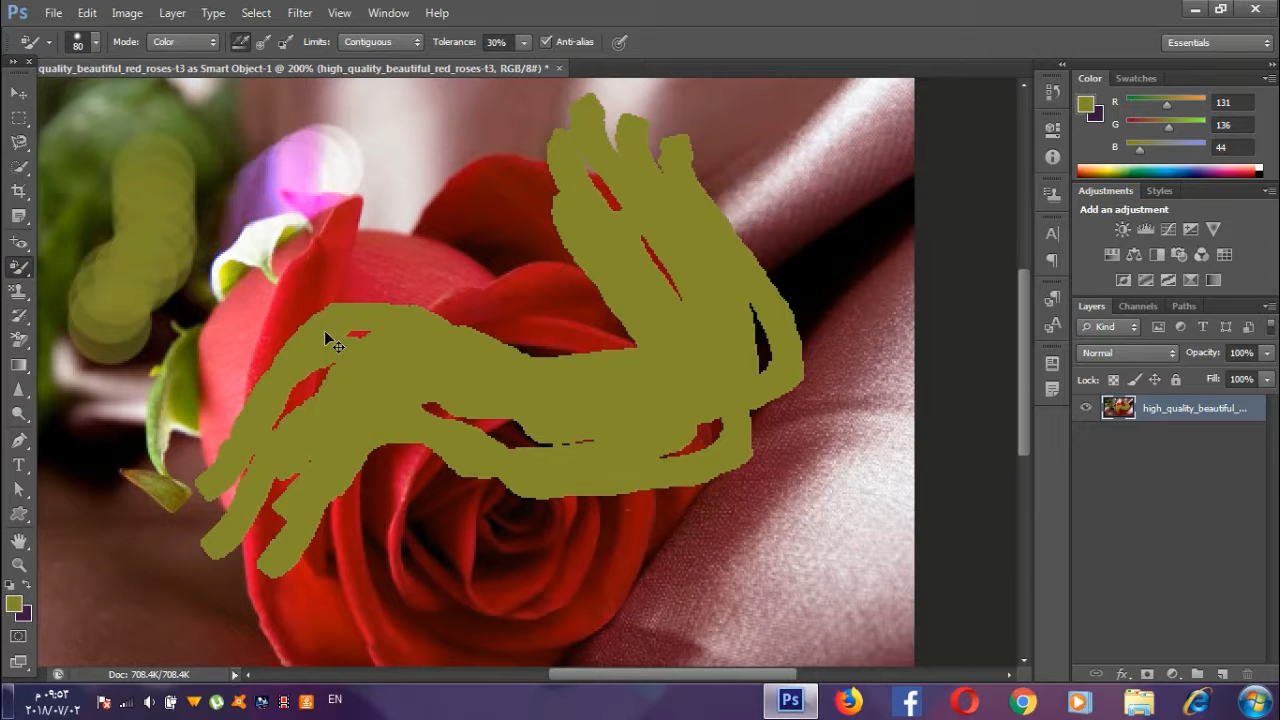 Ps File Edit Image Layer Type Select Filter 3D View Window Help
80 Mode: Color Limits: Contiguous Tolerance: 30% Anti-alias Essentials
quality_beautiful_red_roses-t3 as Smart Object-1 @ 200% (high_quality_beautiful_red_roses-t3, RGB/8#) * ×
Color Swatches
R 131
G 136
B 44
Adjustments Styles
Add an adjustment
Layers Channels Paths
Kind
Normal Opacity: 100%
Lock: Fill: 100%
high_quality_beautiful_...
Doc: 708.4K/708.4K
EN
Ps
م ٠٩:٥٣
٢٠١٨/٠٧/٠٢